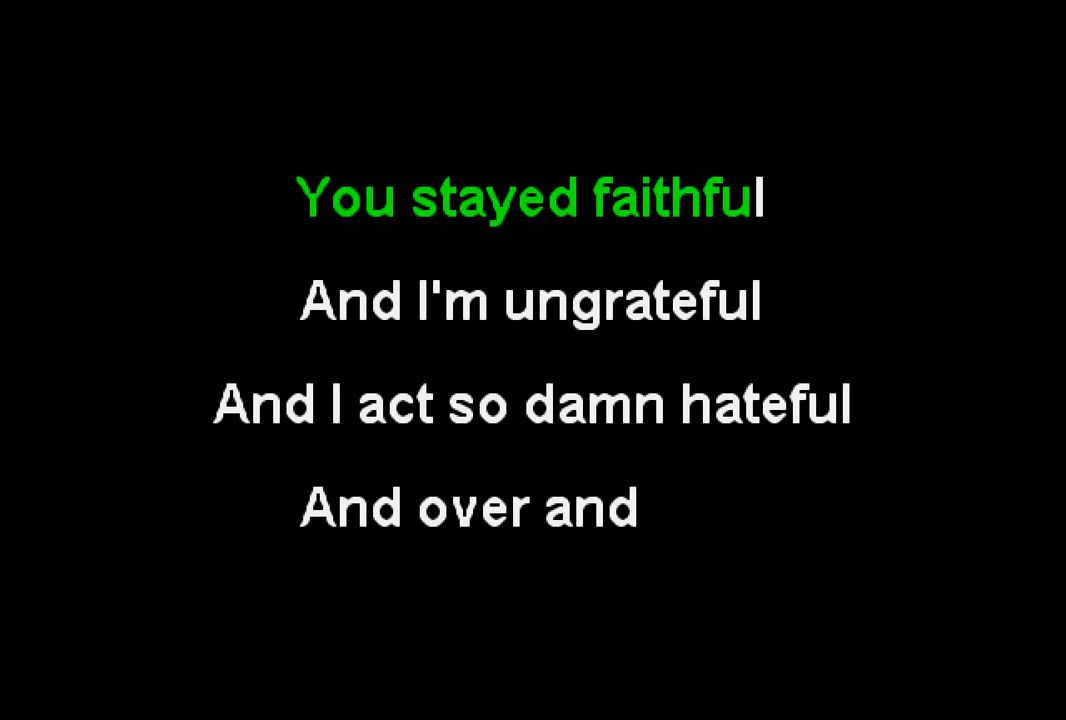 You stayed faithful
And I'm ungrateful
And I act so damn hateful
And over and